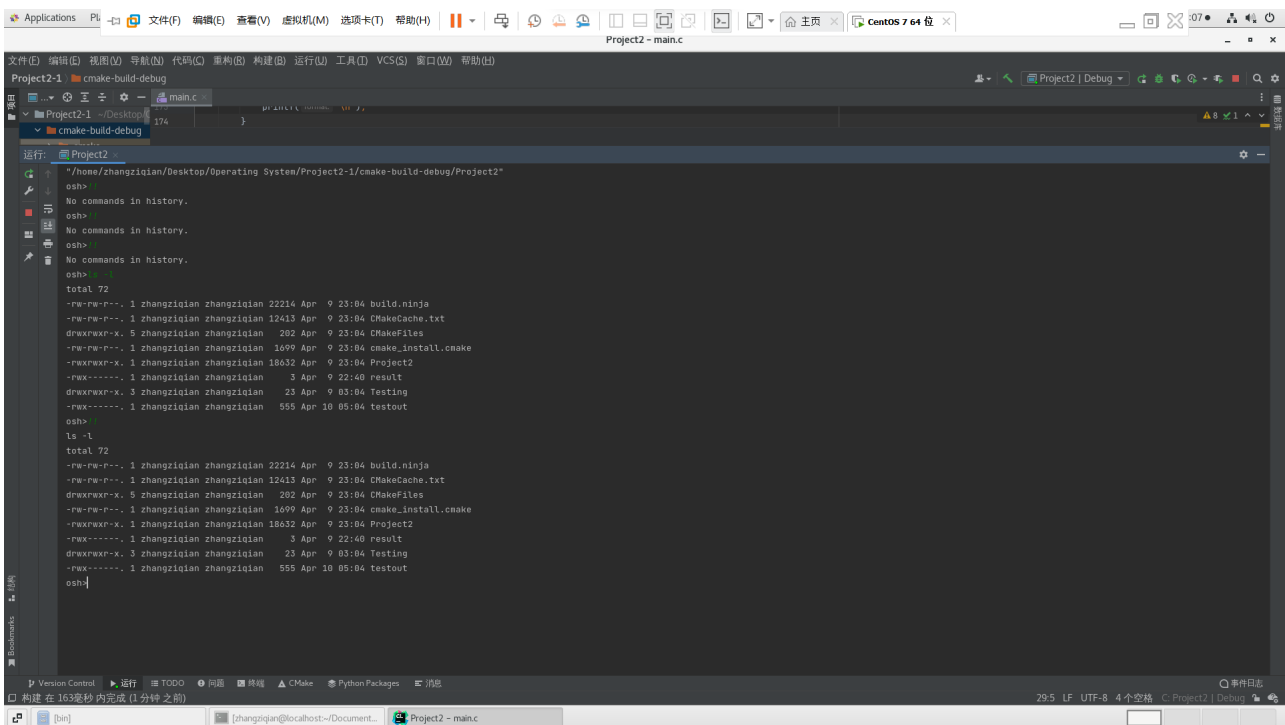 Applications Pl 文件(F) 编辑(E) 查看(V) 虚拟机(M) 选项卡(T) 帮助(H) 主页 CentOS 7 64 位 :07
Project2 – main.c
文件(F) 编辑(E) 视图(V) 导航(N) 代码(C) 重构(R) 构建(B) 运行(U) 工具(T) VCS(S) 窗口(W) 帮助(H)
Project2-1 cmake-build-debug Project2 | Debug
项目 main.c
Project2-1 ~/Desktop/ 174 } 8 1 数据库
cmake-build-debug
运行: Project2
"/home/zhangziqian/Desktop/Operating System/Project2-1/cmake-build-debug/Project2"
osh>!!
No commands in history.
osh>!!
No commands in history.
osh>!!
No commands in history.
osh>ls -l
total 72
-rw-rw-r--. 1 zhangziqian zhangziqian 22214 Apr  9 23:04 build.ninja
-rw-rw-r--. 1 zhangziqian zhangziqian 12413 Apr  9 23:04 CMakeCache.txt
drwxrwxr-x. 5 zhangziqian zhangziqian   202 Apr  9 23:04 CMakeFiles
-rw-rw-r--. 1 zhangziqian zhangziqian  1699 Apr  9 23:04 cmake_install.cmake
-rwxrwxr-x. 1 zhangziqian zhangziqian 18632 Apr  9 23:04 Project2
-rwx------. 1 zhangziqian zhangziqian     3 Apr  9 22:40 result
drwxrwxr-x. 3 zhangziqian zhangziqian    23 Apr  9 03:04 Testing
-rwx------. 1 zhangziqian zhangziqian   555 Apr 10 05:04 testout
osh>!!
ls -l
total 72
-rw-rw-r--. 1 zhangziqian zhangziqian 22214 Apr  9 23:04 build.ninja
-rw-rw-r--. 1 zhangziqian zhangziqian 12413 Apr  9 23:04 CMakeCache.txt
drwxrwxr-x. 5 zhangziqian zhangziqian   202 Apr  9 23:04 CMakeFiles
-rw-rw-r--. 1 zhangziqian zhangziqian  1699 Apr  9 23:04 cmake_install.cmake
-rwxrwxr-x. 1 zhangziqian zhangziqian 18632 Apr  9 23:04 Project2
-rwx------. 1 zhangziqian zhangziqian     3 Apr  9 22:40 result
drwxrwxr-x. 3 zhangziqian zhangziqian    23 Apr  9 03:04 Testing
-rwx------. 1 zhangziqian zhangziqian   555 Apr 10 05:04 testout
osh>
结构
Bookmarks
Version Control 运行 TODO 问题 终端 CMake Python Packages 消息 事件日志
构建 在 163毫秒 内完成 (1 分钟 之前) 29:5 LF UTF-8 4 个空格 C: Project2 | Debug
[bin] [zhangziqian@localhost:~/Document... Project2 – main.c